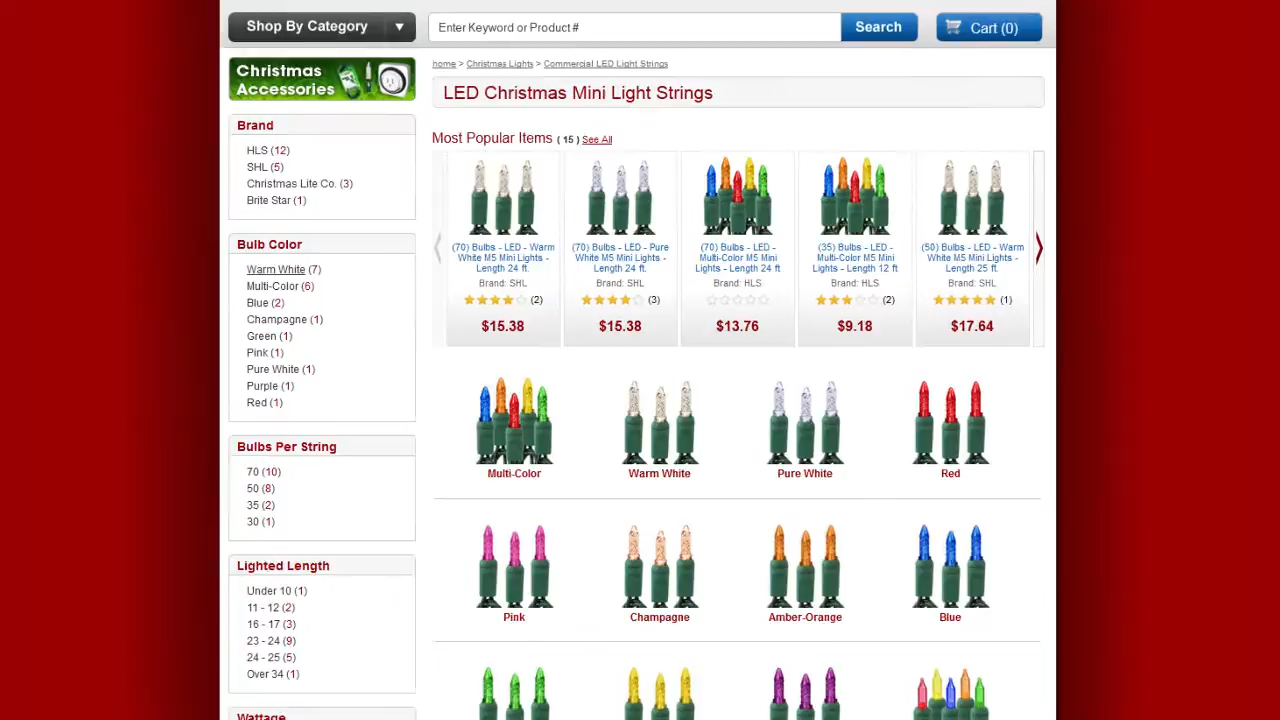 Shop By Category
Enter Keyword or Product #
Search
Cart (0)
Christmas
Accessories
home > Christmas Lights > Commercial LED Light Strings
LED Christmas Mini Light Strings
Brand
HLS (12)
SHL (5)
Christmas Lite Co. (3)
Brite Star (1)
Bulb Color
Warm White (7)
Multi-Color (6)
Blue (2)
Champagne (1)
Green (1)
Pink (1)
Pure White (1)
Purple (1)
Red (1)
Bulbs Per String
70 (10)
50 (8)
35 (2)
30 (1)
Lighted Length
Under 10 (1)
11 - 12 (2)
16 - 17 (3)
23 - 24 (9)
24 - 25 (5)
Over 34 (1)
Wattage
Most Popular Items ( 15 ) See All
(70) Bulbs - LED - Warm
White M5 Mini Lights -
Length 24 ft.
Brand: SHL
(2)
$15.38
(70) Bulbs - LED - Pure
White M5 Mini Lights -
Length 24 ft.
Brand: SHL
(3)
$15.38
(70) Bulbs - LED -
Multi-Color M5 Mini
Lights - Length 24 ft
Brand: HLS
$13.76
(35) Bulbs - LED -
Multi-Color M5 Mini
Lights - Length 12 ft
Brand: HLS
(2)
$9.18
(50) Bulbs - LED - Warm
White M5 Mini Lights -
Length 25 ft.
Brand: SHL
(1)
$17.64
Multi-Color
Warm White
Pure White
Red
Pink
Champagne
Amber-Orange
Blue